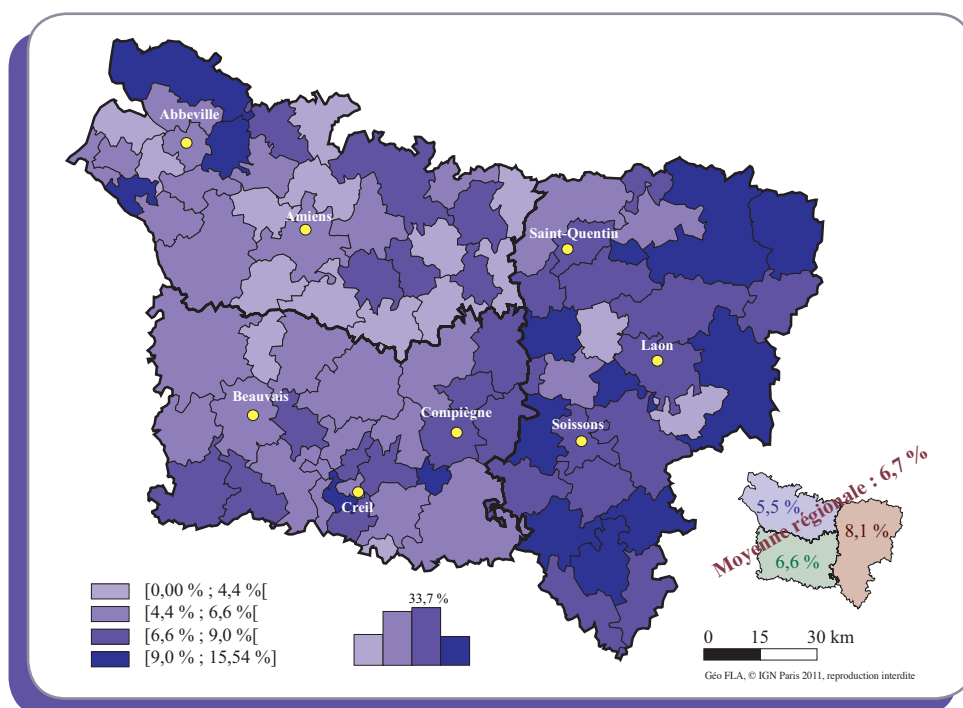 Abbeville
Amiens
Saint-Quentin
Laon
Beauvais
Compiègne
Soissons
Creil
Moyenne régionale : 6,7 %
5,5 %
8,1 %
6,6 %
[0,00 % ; 4,4 %[
[4,4 % ; 6,6 %[
[6,6 % ; 9,0 %[
[9,0 % ; 15,54 %]
33,7 %
0 15 30 km
Géo FLA, © IGN Paris 2011, reproduction interdite